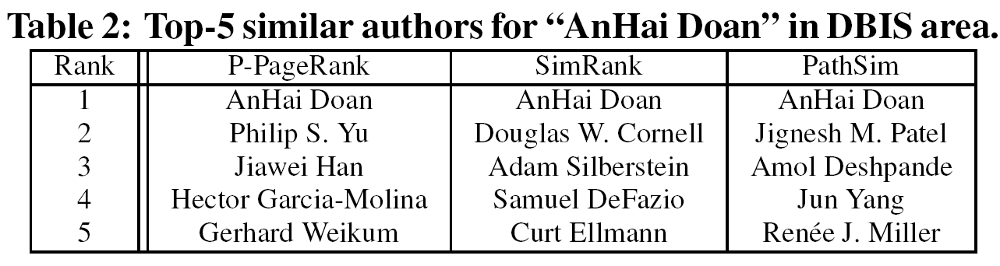 Table 2: Top-5 similar authors for “AnHai Doan” in DBIS area.
Rank P-PageRank SimRank PathSim
1 AnHai Doan AnHai Doan AnHai Doan
2 Philip S. Yu Douglas W. Cornell Jignesh M. Patel
3 Jiawei Han Adam Silberstein Amol Deshpande
4 Hector Garcia-Molina Samuel DeFazio Jun Yang
5 Gerhard Weikum Curt Ellmann Renée J. Miller